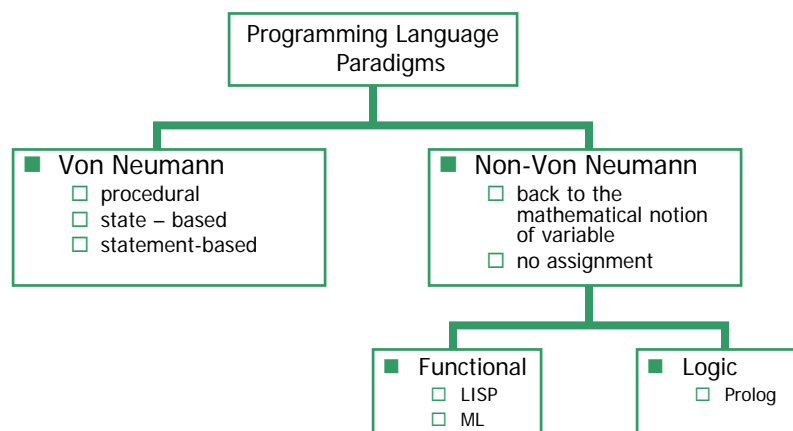 Programming Language
Paradigms
Von Neumann
procedural
state – based
statement-based
Non-Von Neumann
back to the
mathematical notion
of variable
no assignment
Functional
LISP
ML
Logic
Prolog